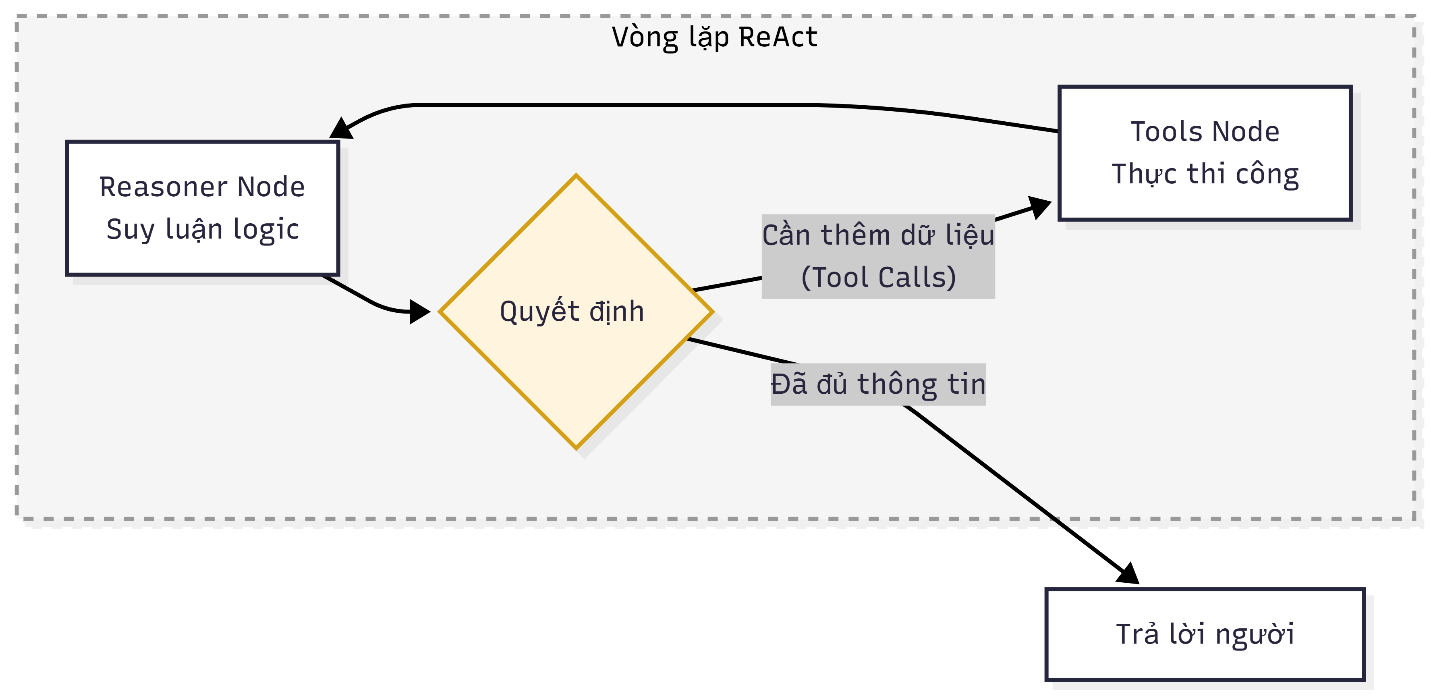 Vòng lặp ReAct
Reasoner Node
Suy luận logic
Quyết định
Cần thêm dữ liệu
(Tool Calls)
Tools Node
Thực thi công
Đã đủ thông tin
Trả lời người